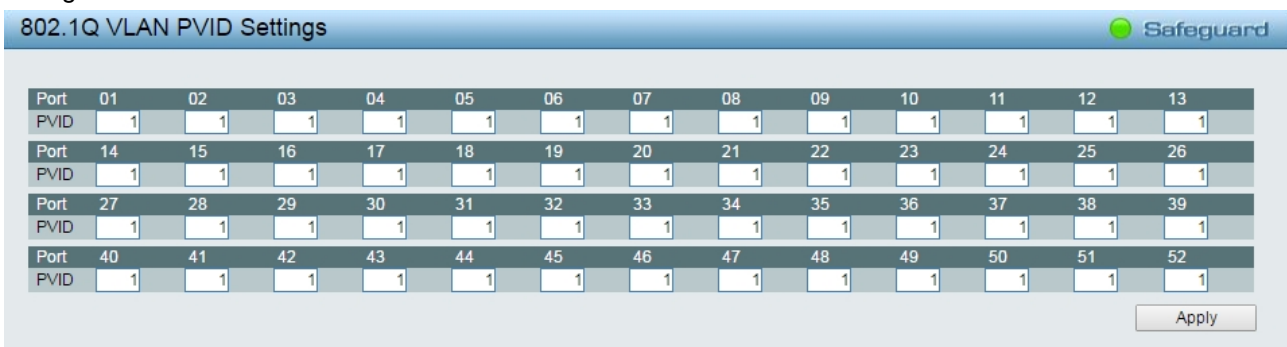 802.1Q VLAN PVID Settings Safeguard
Port 01 02 03 04 05 06 07 08 09 10 11 12 13
PVID 1 1 1 1 1 1 1 1 1 1 1 1 1
Port 14 15 16 17 18 19 20 21 22 23 24 25 26
PVID 1 1 1 1 1 1 1 1 1 1 1 1 1
Port 27 28 29 30 31 32 33 34 35 36 37 38 39
PVID 1 1 1 1 1 1 1 1 1 1 1 1 1
Port 40 41 42 43 44 45 46 47 48 49 50 51 52
PVID 1 1 1 1 1 1 1 1 1 1 1 1 1
Apply